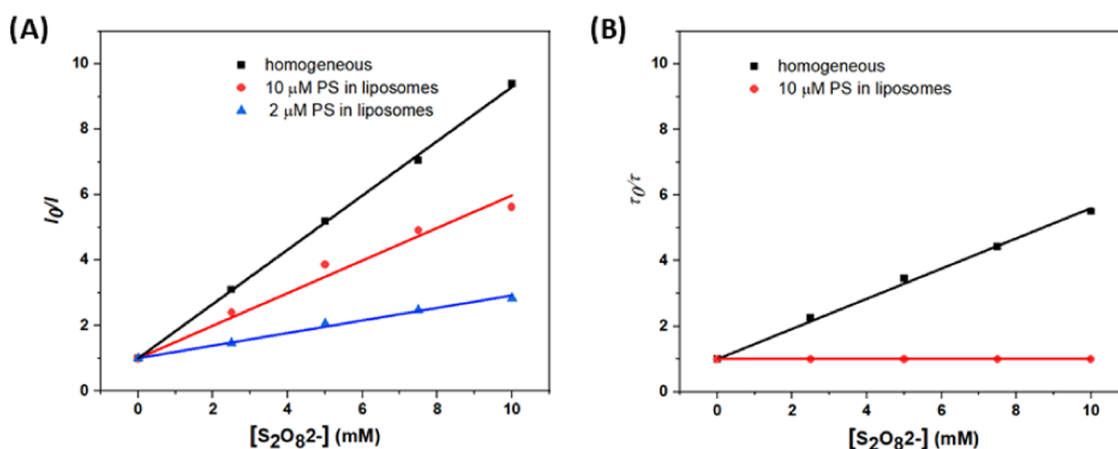 (A)
homogeneous
10 μM PS in liposomes
2 μM PS in liposomes
I0/I
10
8
6
4
2
0
0 2 4 6 8 10
[S2O82-] (mM)
(B)
homogeneous
10 μM PS in liposomes
τ0/τ
10
8
6
4
2
0
0 2 4 6 8 10
[S2O82-] (mM)